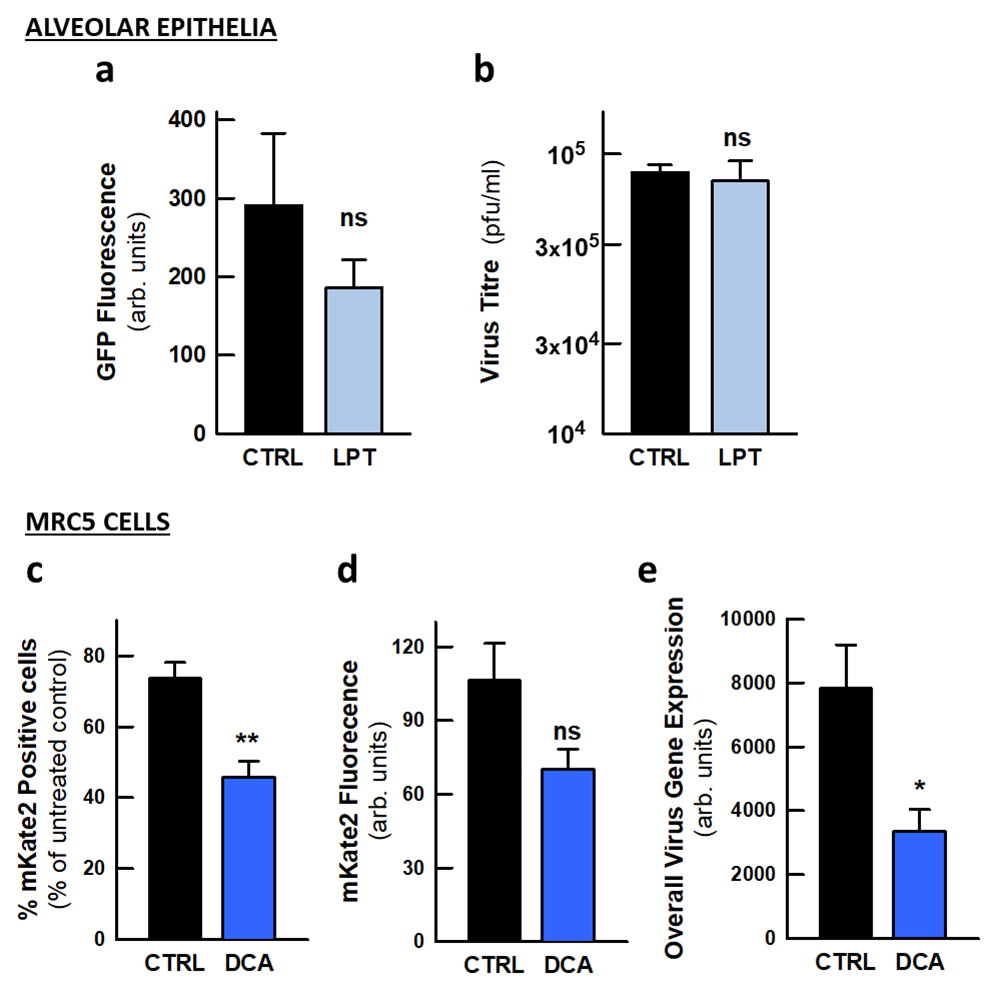 ALVEOLAR EPITHELIA
a
b
GFP Fluorescence
(arb. units)
400
300
200
100
0
ns
CTRL LPT
Virus Titre (pfu/ml)
10⁵
3x10⁵
3x10⁴
10⁴
ns
CTRL LPT
MRC5 CELLS
c
d
e
% mKate2 Positive cells
(% of untreated control)
80
60
40
20
0
**
CTRL DCA
mKate2 Fluorecence
(arb. units)
120
90
60
30
0
ns
CTRL DCA
Overall Virus Gene Expression
(arb. units)
10000
8000
6000
4000
2000
0
*
CTRL DCA